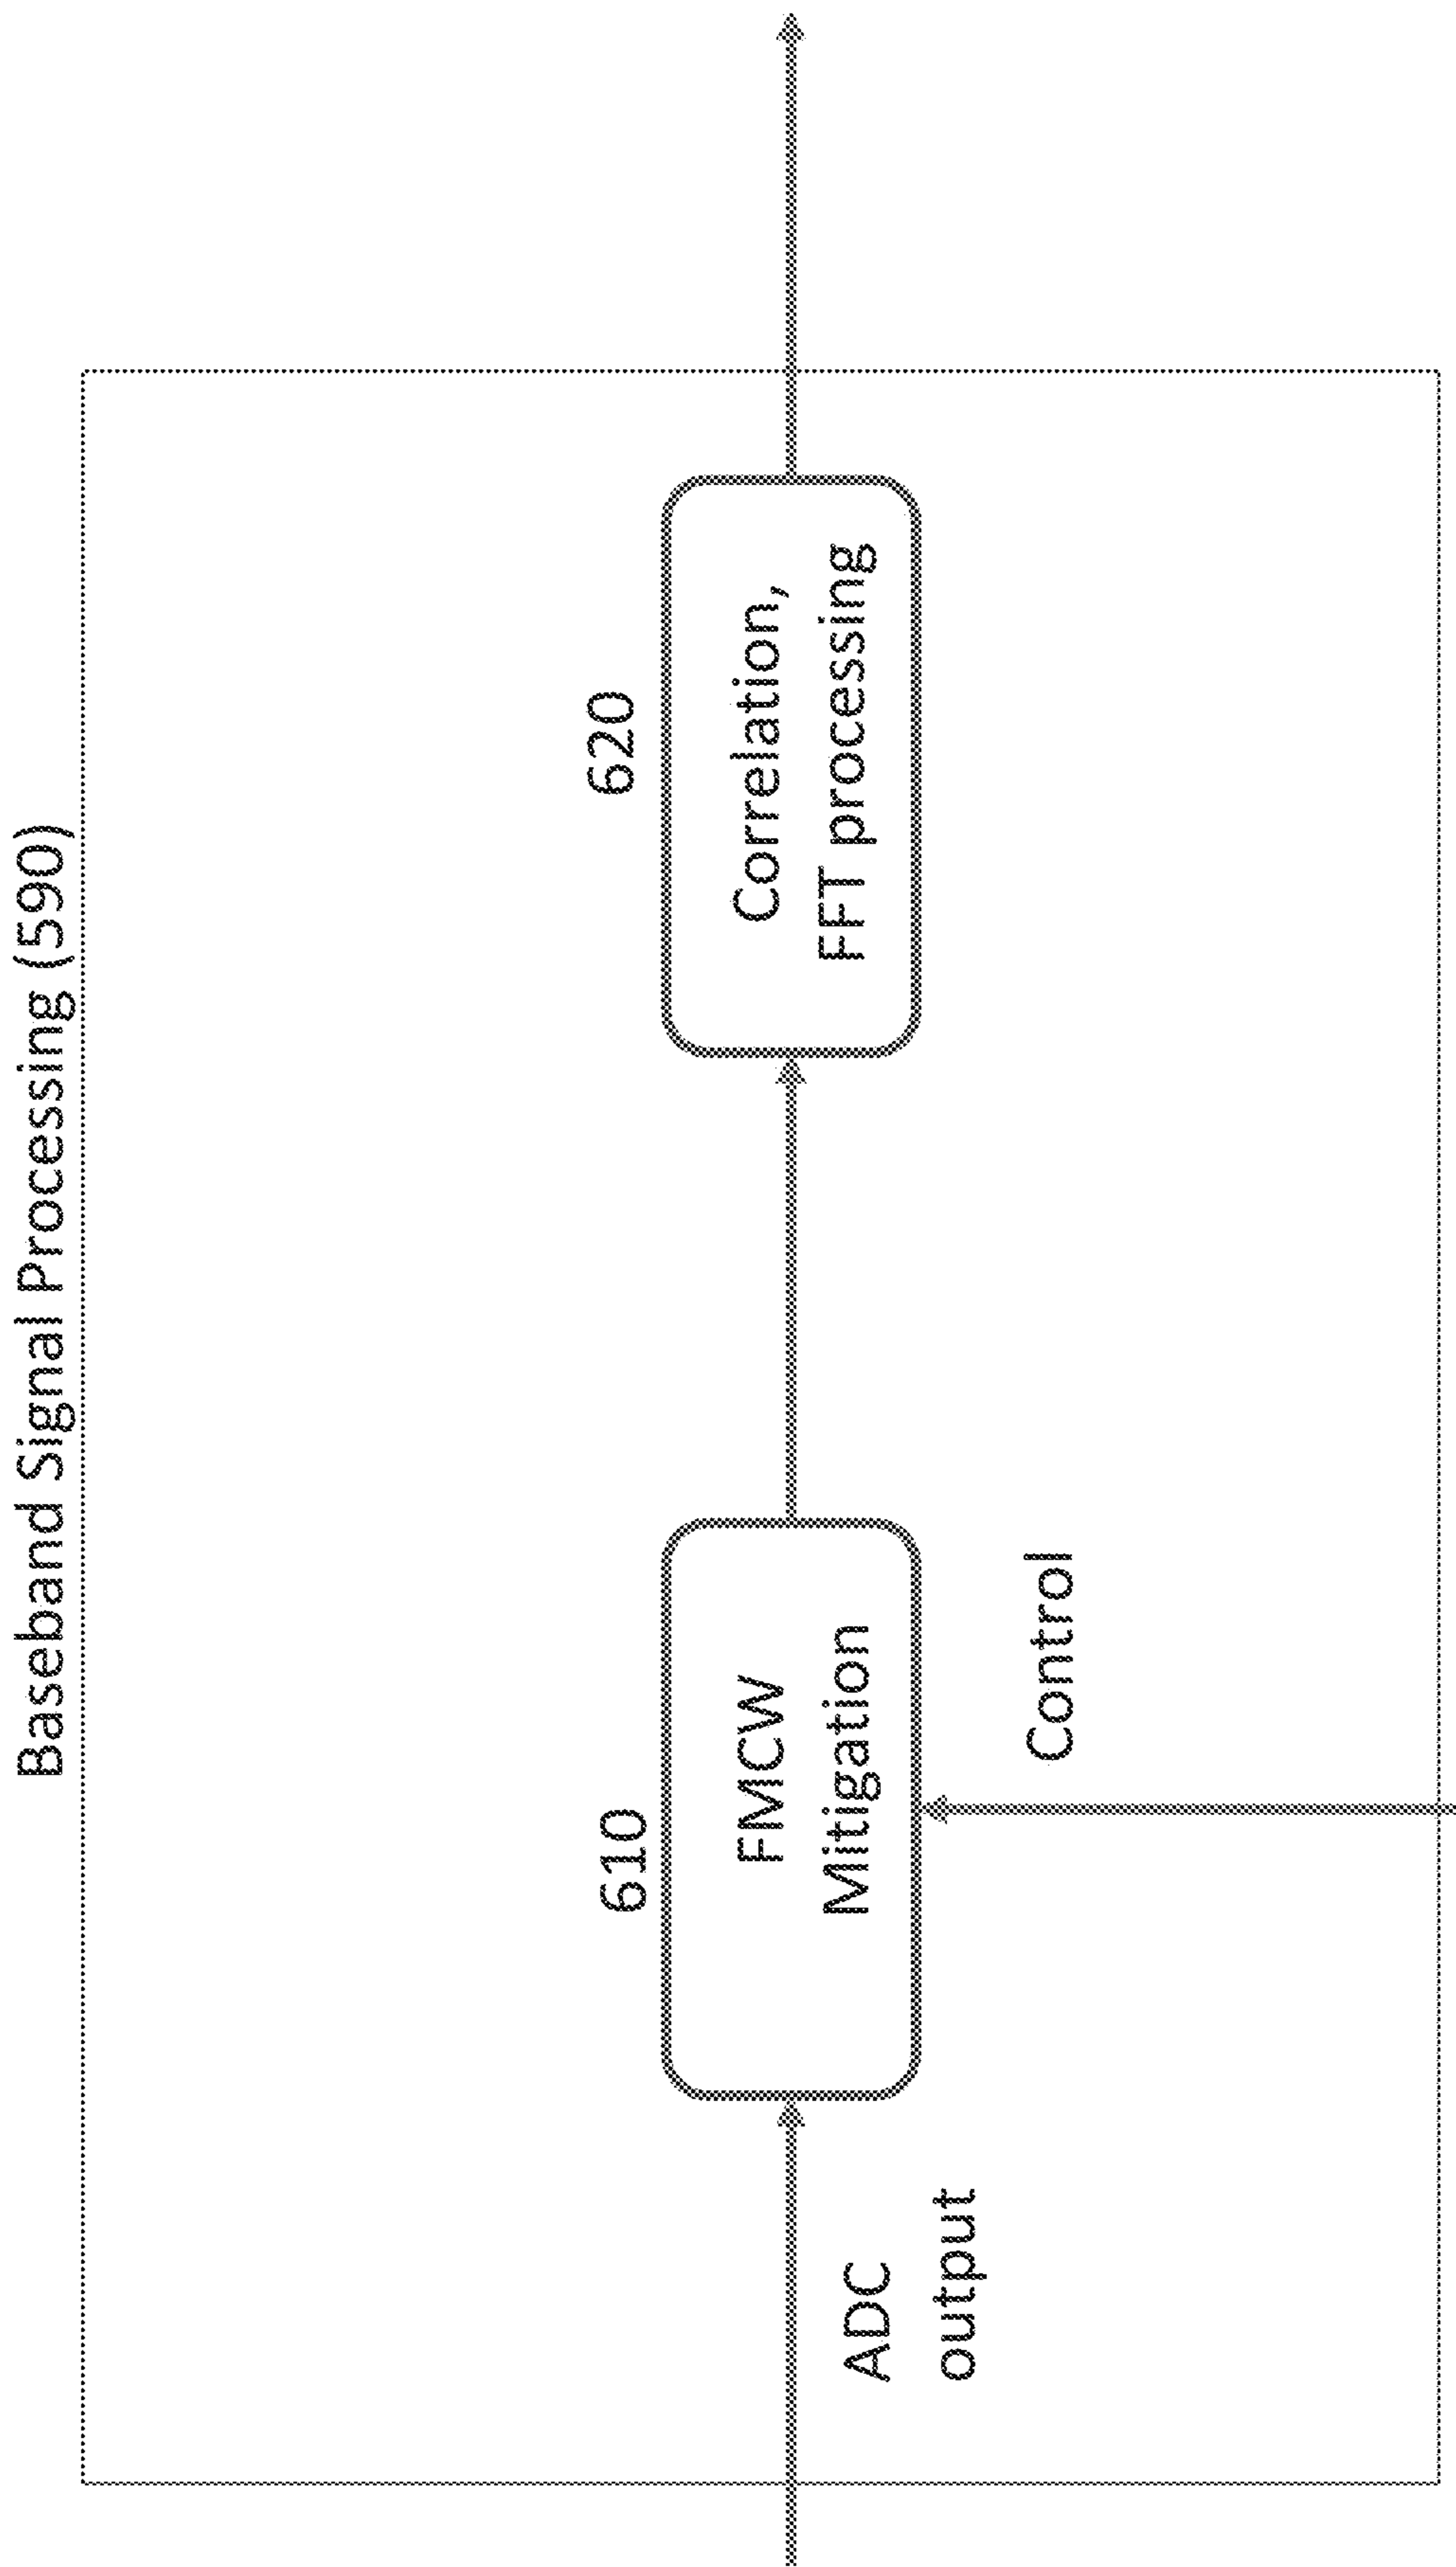 Baseband Signal Processing (590)
ADC
output
610
FMCW
Mitigation
Control
620
Correlation,
FFT processing